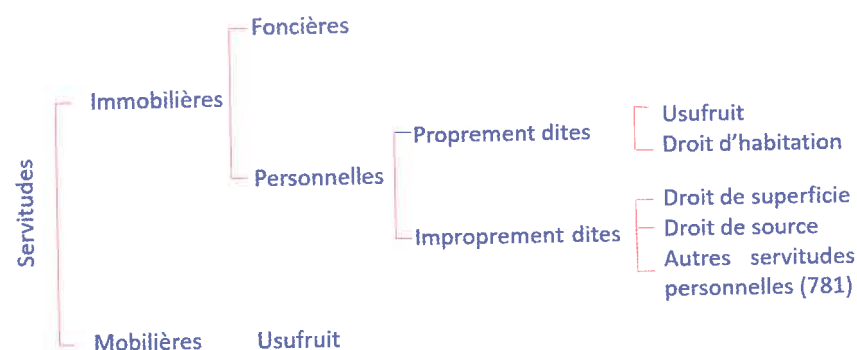 Servitudes
Immobilières
Foncières
Personnelles
Proprement dites
Usufruit
Droit d'habitation
Improprement dites
Droit de superficie
Droit de source
Autres servitudes
personnelles (781)
Mobilières
Usufruit